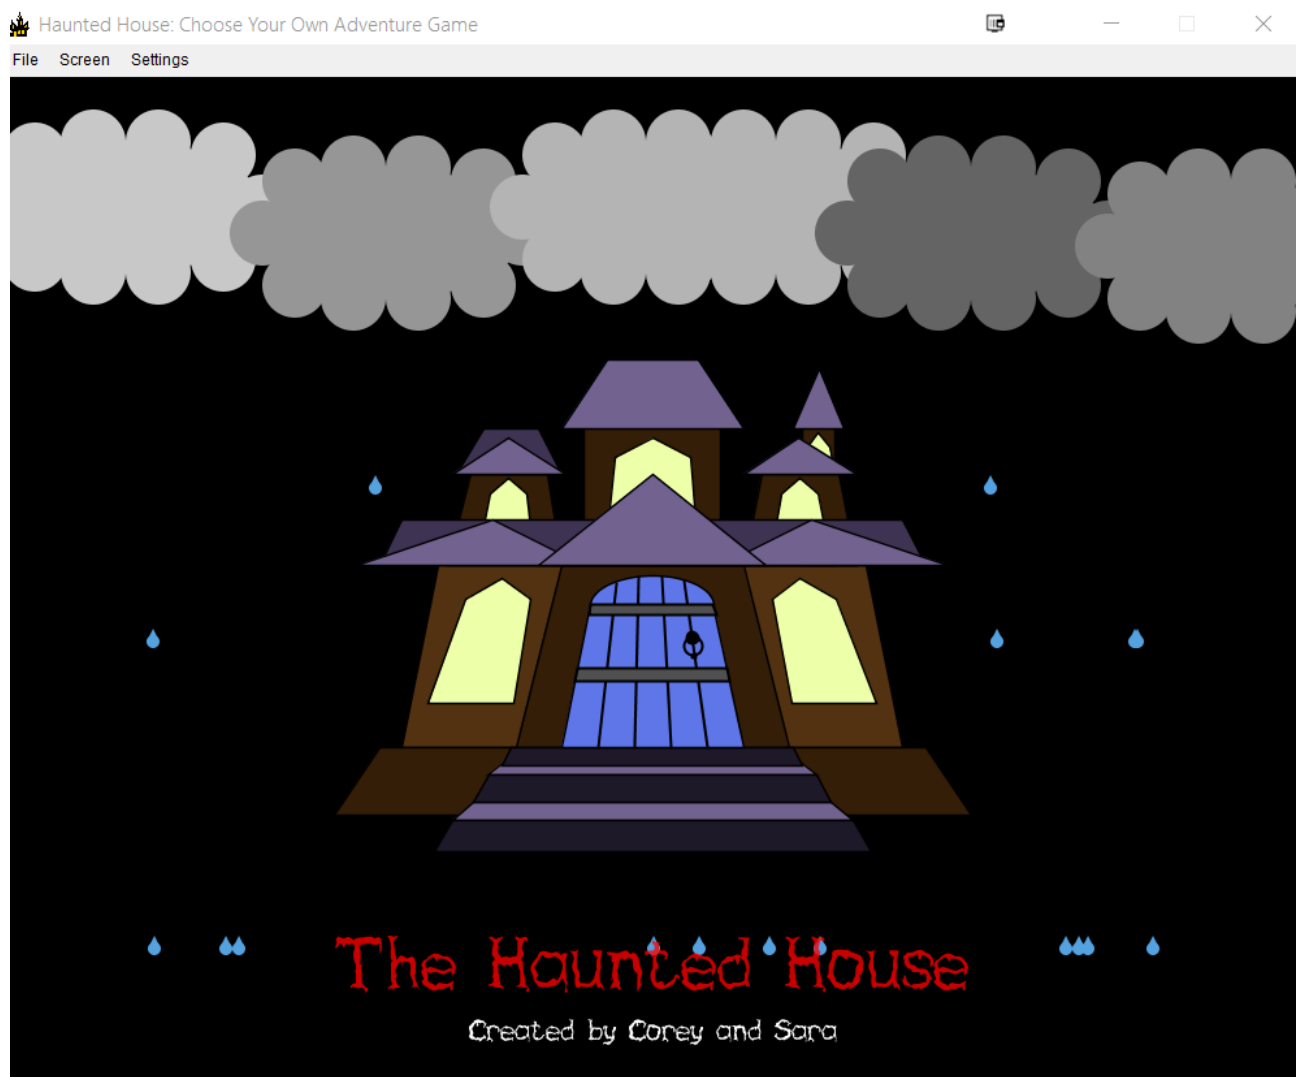 Haunted House: Choose Your Own Adventure Game
File Screen Settings
The Haunted House
Created by Corey and Sara